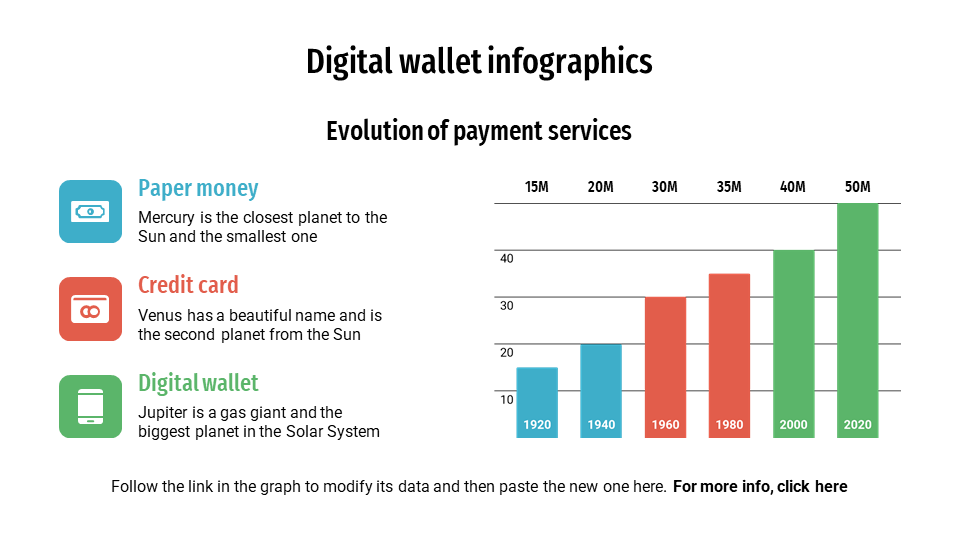 Digital wallet infographics
Evolution of payment services
Paper money
Mercury is the closest planet to the
Sun and the smallest one
Credit card
Venus has a beautiful name and is
the second planet from the Sun
Digital wallet
Jupiter is a gas giant and the
biggest planet in the Solar System
15M 20M 30M 35M 40M 50M
40
30
20
10
1920 1940 1960 1980 2000 2020
Follow the link in the graph to modify its data and then paste the new one here. For more info, click here